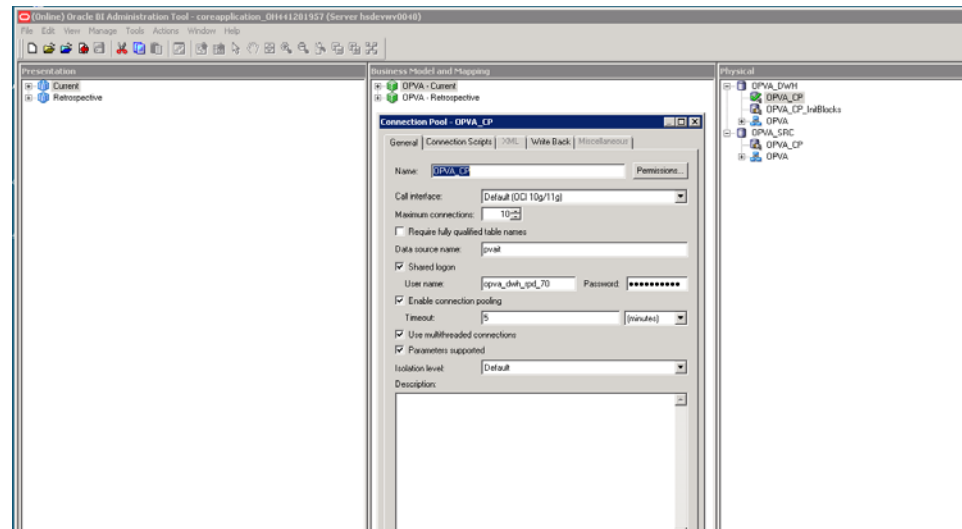 (Online) Oracle BI Administration Tool - coreapplication_OH441281957 (Server hsdevwv0040)
File Edit View Manage Tools Actions Window Help
Presentation
Current
Retrospective
Business Model and Mapping
OPVA - Current
OPVA - Retrospective
Physical
OPVA_DWH
OPVA_CP
OPVA_CP_InitBlocks
OPVA
OPVA_SRC
OPVA_CP
OPVA
Connection Pool - OPVA_CP
General Connection Scripts XML Write Back Miscellaneous
Name: OPVA_CP Permissions...
Call interface: Default (OCI 10g/11g)
Maximum connections: 10
Require fully qualified table names
Data source name: pvait
Shared logon
User name: opva_dwh_rpd_70 Password: ●●●●●●●●●●
Enable connection pooling
Timeout: 5 (minutes)
Use multithreaded connections
Parameters supported
Isolation level: Default
Description: